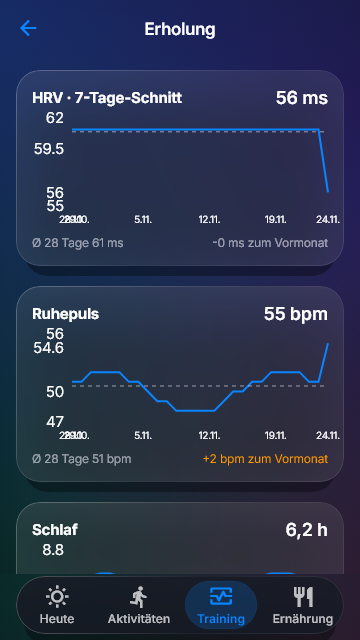 Erholung
HRV · 7-Tage-Schnitt 56 ms
62
59.5
56
55
5.11. 12.11. 19.11. 24.11.
Ø 28 Tage 61 ms -0 ms zum Vormonat
Ruhepuls 55 bpm
56
54.6
50
47
5.11. 12.11. 19.11. 24.11.
Ø 28 Tage 51 bpm +2 bpm zum Vormonat
Schlaf 6,2 h
8.8
Heute Aktivitäten Training Ernährung